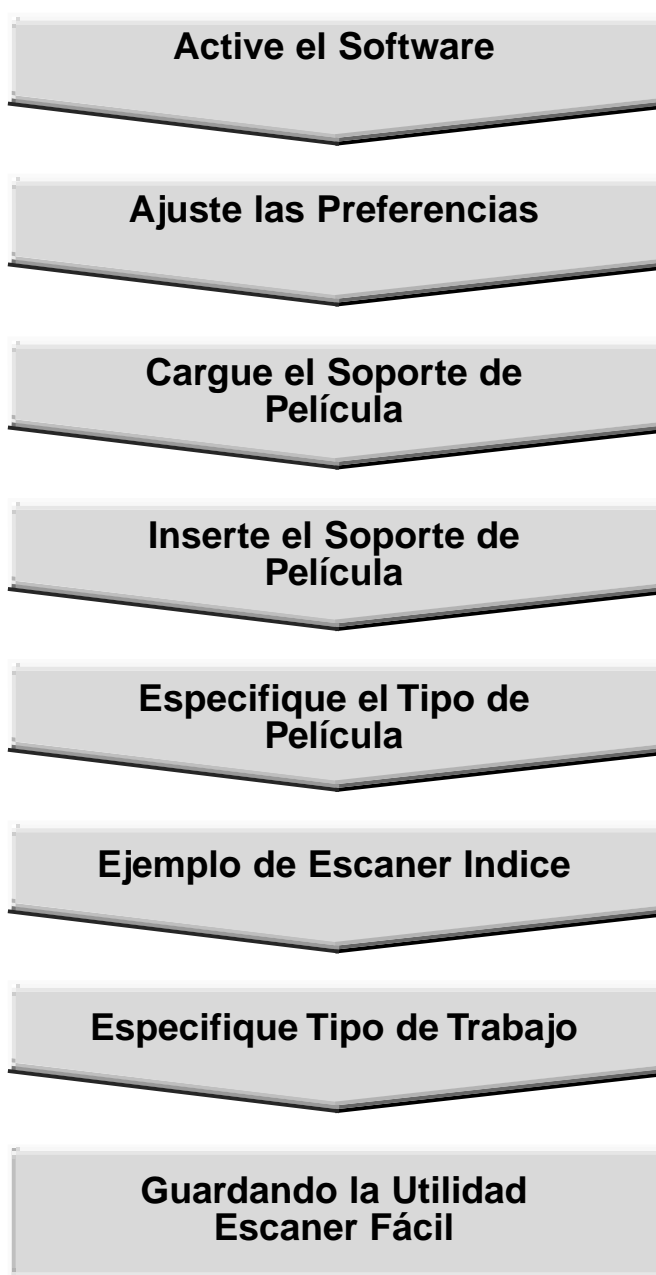 Active el Software
Ajuste las Preferencias
Cargue el Soporte de
Película
Inserte el Soporte de
Película
Especifique el Tipo de
Película
Ejemplo de Escaner Indice
Especifique Tipo de Trabajo
Guardando la Utilidad
Escaner Fácil